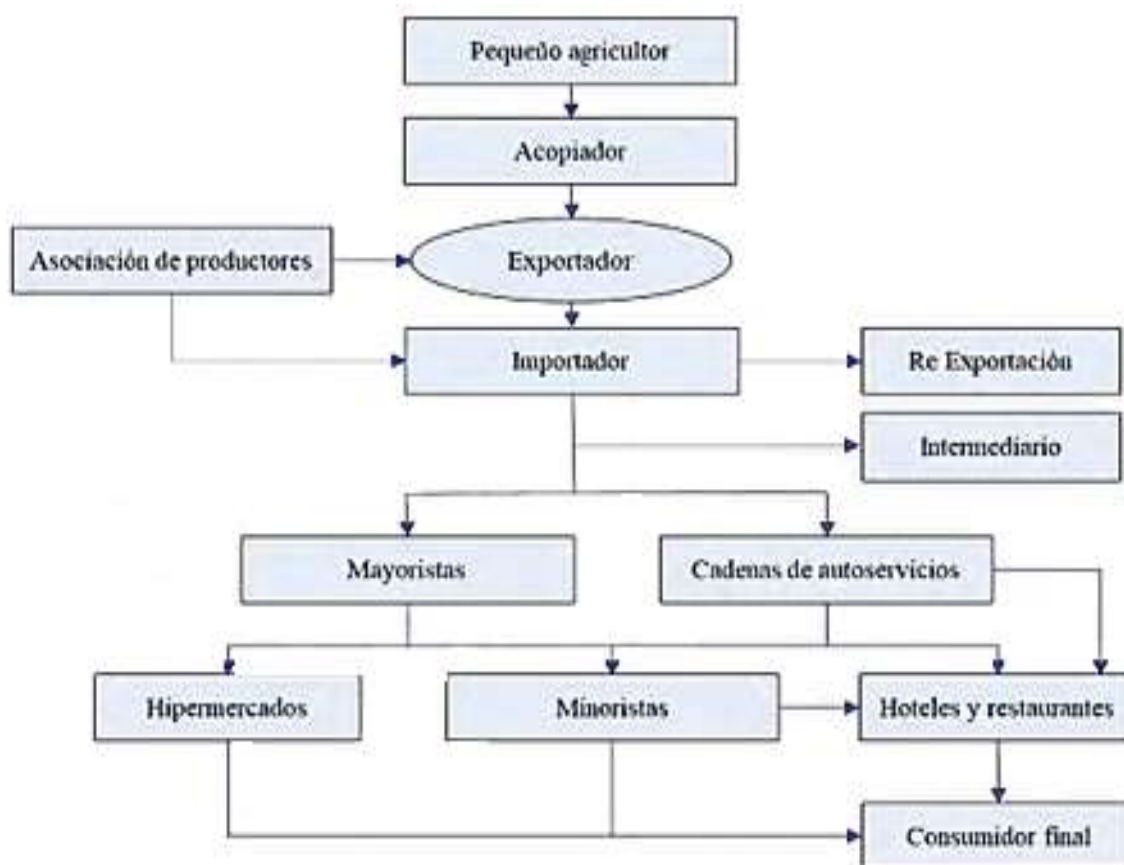 Pequeño agricultor
Acopiador
Asociación de productores
Exportador
Importador
Re Exportación
Intermediario
Mayoristas
Cadenas de autoservicios
Hipermercados
Minoristas
Hoteles y restaurantes
Consumidor final